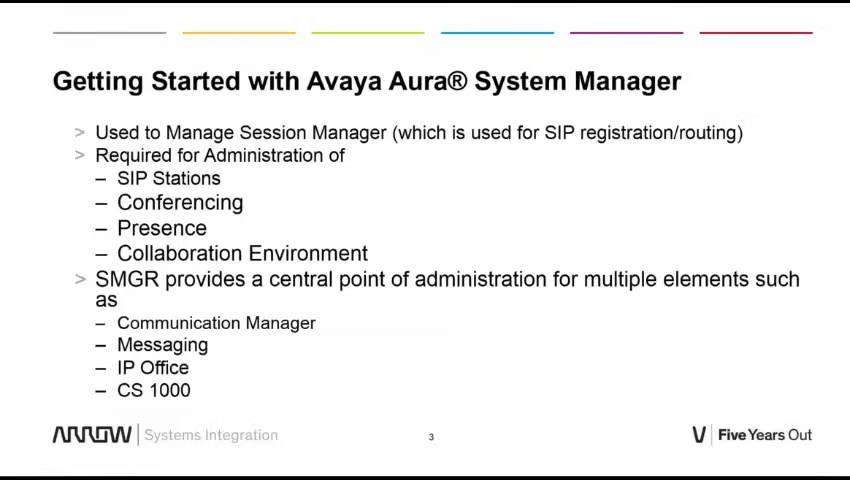 Getting Started with Avaya Aura® System Manager
> Used to Manage Session Manager (which is used for SIP registration/routing)
> Required for Administration of
– SIP Stations
– Conferencing
– Presence
– Collaboration Environment
> SMGR provides a central point of administration for multiple elements such
as
– Communication Manager
– Messaging
– IP Office
– CS 1000
ARROW | Systems Integration
3
V | Five Years Out